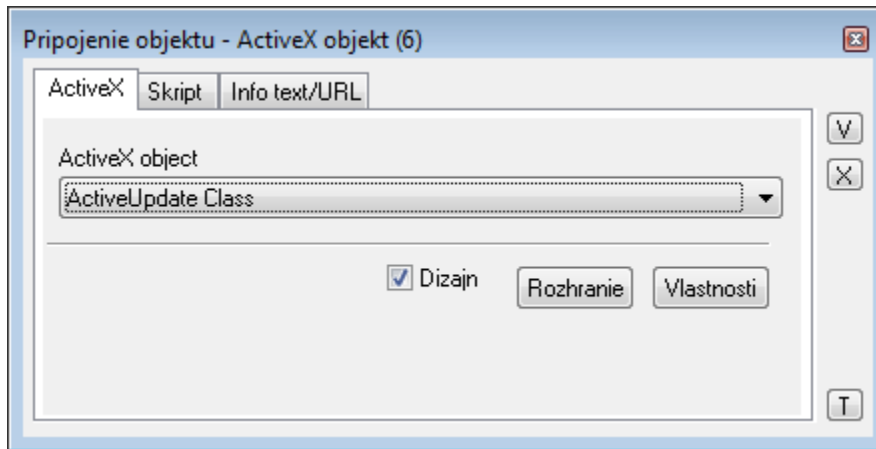 Pripojenie objektu - ActiveX objekt (6)
ActiveX Skript Info text/URL
V
ActiveX object
X
ActiveUpdate Class
Dizajn Rozhranie Vlastnosti
T